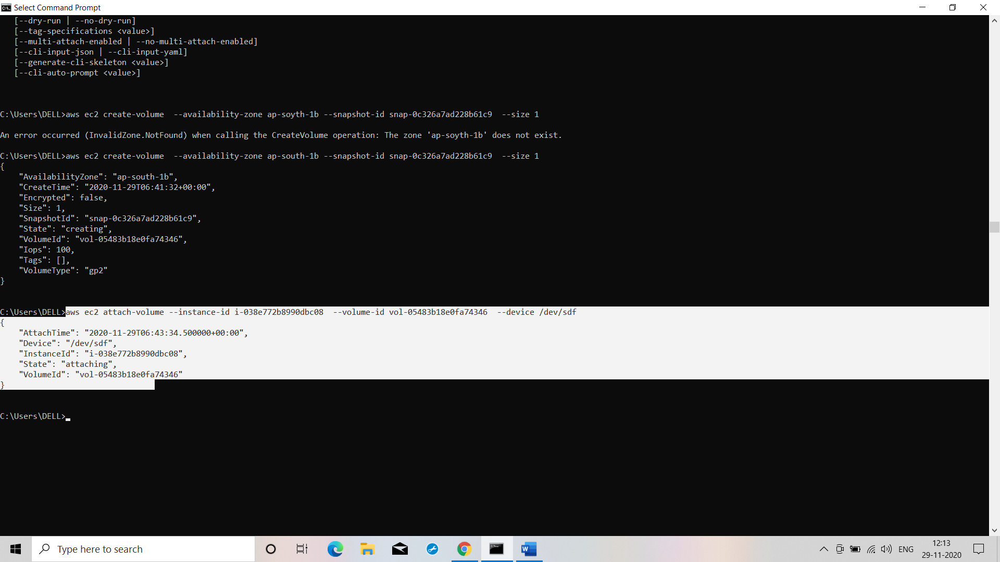 Select Command Prompt
   [--dry-run | --no-dry-run]
   [--tag-specifications <value>]
   [--multi-attach-enabled | --no-multi-attach-enabled]
   [--cli-input-json | --cli-input-yaml]
   [--generate-cli-skeleton <value>]
   [--cli-auto-prompt <value>]
C:\Users\DELL>aws ec2 create-volume  --availability-zone ap-soyth-1b --snapshot-id snap-0c326a7ad228b61c9  --size 1
An error occurred (InvalidZone.NotFound) when calling the CreateVolume operation: The zone 'ap-soyth-1b' does not exist.
C:\Users\DELL>aws ec2 create-volume  --availability-zone ap-south-1b --snapshot-id snap-0c326a7ad228b61c9  --size 1
{
    "AvailabilityZone": "ap-south-1b",
    "CreateTime": "2020-11-29T06:41:32+00:00",
    "Encrypted": false,
    "Size": 1,
    "SnapshotId": "snap-0c326a7ad228b61c9",
    "State": "creating",
    "VolumeId": "vol-05483b18e0fa74346",
    "Iops": 100,
    "Tags": [],
    "VolumeType": "gp2"
}
C:\Users\DELL>aws ec2 attach-volume --instance-id i-038e772b8990dbc08  --volume-id vol-05483b18e0fa74346  --device /dev/sdf
{
    "AttachTime": "2020-11-29T06:43:34.500000+00:00",
    "Device": "/dev/sdf",
    "InstanceId": "i-038e772b8990dbc08",
    "State": "attaching",
    "VolumeId": "vol-05483b18e0fa74346"
}
C:\Users\DELL>
Type here to search
ENG
12:13
29-11-2020